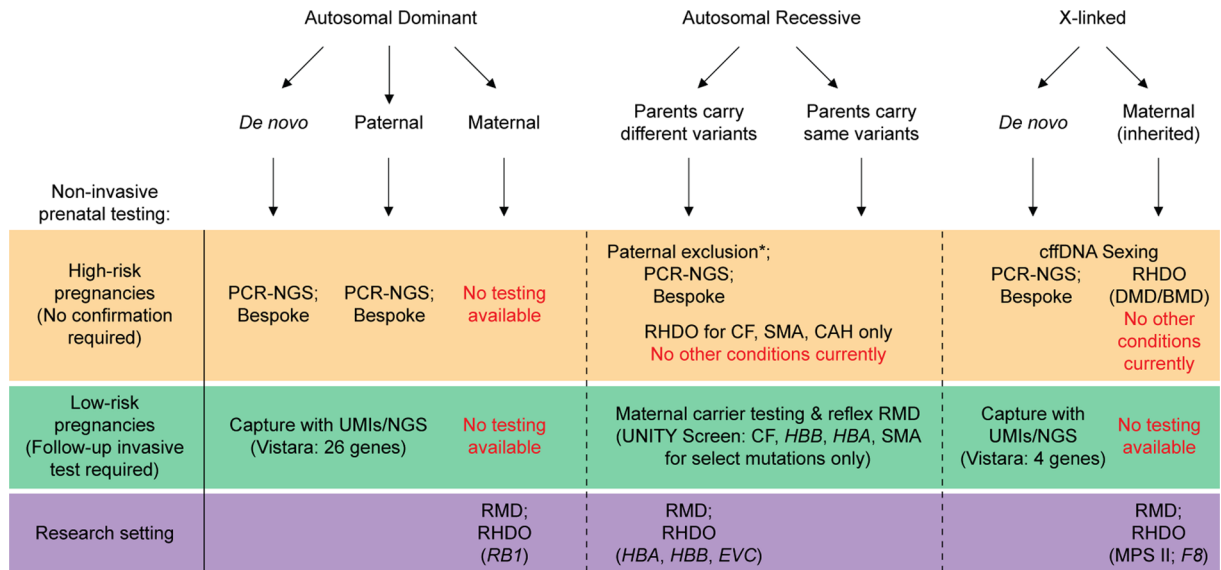 Autosomal Dominant
Autosomal Recessive
X-linked
De novo
Paternal
Maternal
Parents carry
different variants
Parents carry
same variants
De novo
Maternal
(inherited)
Non-invasive
prenatal testing:
High-risk
pregnancies
(No confirmation
required)
PCR-NGS;
Bespoke
PCR-NGS;
Bespoke
No testing
available
Paternal exclusion*;
PCR-NGS;
Bespoke
RHDO for CF, SMA, CAH only
No other conditions currently
cffDNA Sexing
PCR-NGS;
Bespoke
RHDO
(DMD/BMD)
No other
conditions
currently
Low-risk
pregnancies
(Follow-up invasive
test required)
Capture with UMIs/NGS
(Vistara: 26 genes)
No testing
available
Maternal carrier testing & reflex RMD
(UNITY Screen: CF, HBB, HBA, SMA
for select mutations only)
Capture with
UMIs/NGS
(Vistara: 4 genes)
No testing
available
Research setting
RMD;
RHDO
(RB1)
RMD;
RHDO
(HBA, HBB, EVC)
RMD;
RHDO
(MPS II; F8)